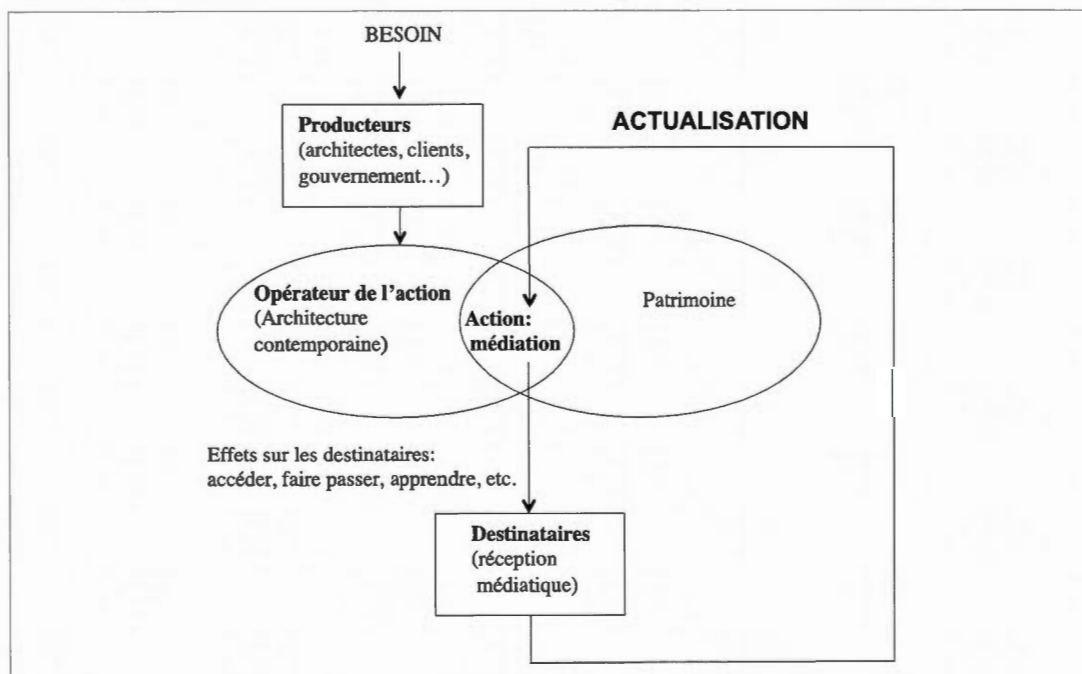 BESOIN
Producteurs
(architectes, clients,
gouvernement…)
ACTUALISATION
Opérateur de l’action
(Architecture
contemporaine)
Action:
médiation
Patrimoine
Effets sur les destinataires:
accéder, faire passer, apprendre, etc.
Destinataires
(réception
médiatique)